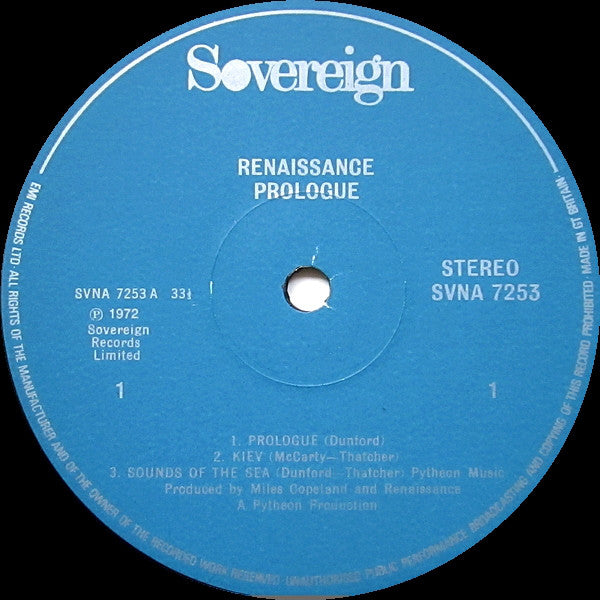 Sovereign
RENAISSANCE
PROLOGUE
SVNA 7253 A 33⅓
℗ 1972
Sovereign
Records
Limited
STEREO
SVNA 7253
1
1
1. PROLOGUE (Dunford)
2. KIEV (McCarty—Thatcher)
3. SOUNDS OF THE SEA (Dunford—Thatcher) Pytheon Music
Produced by Miles Copeland and Renaissance
A Pytheon Production
EMI RECORDS LTD ALL RIGHTS OF THE MANUFACTURER AND OF THE OWNER OF THE RECORDED WORK RESERVED · UNAUTHORISED PUBLIC PERFORMANCE BROADCASTING AND COPYING OF THIS RECORD PROHIBITED MADE IN GT BRITAIN